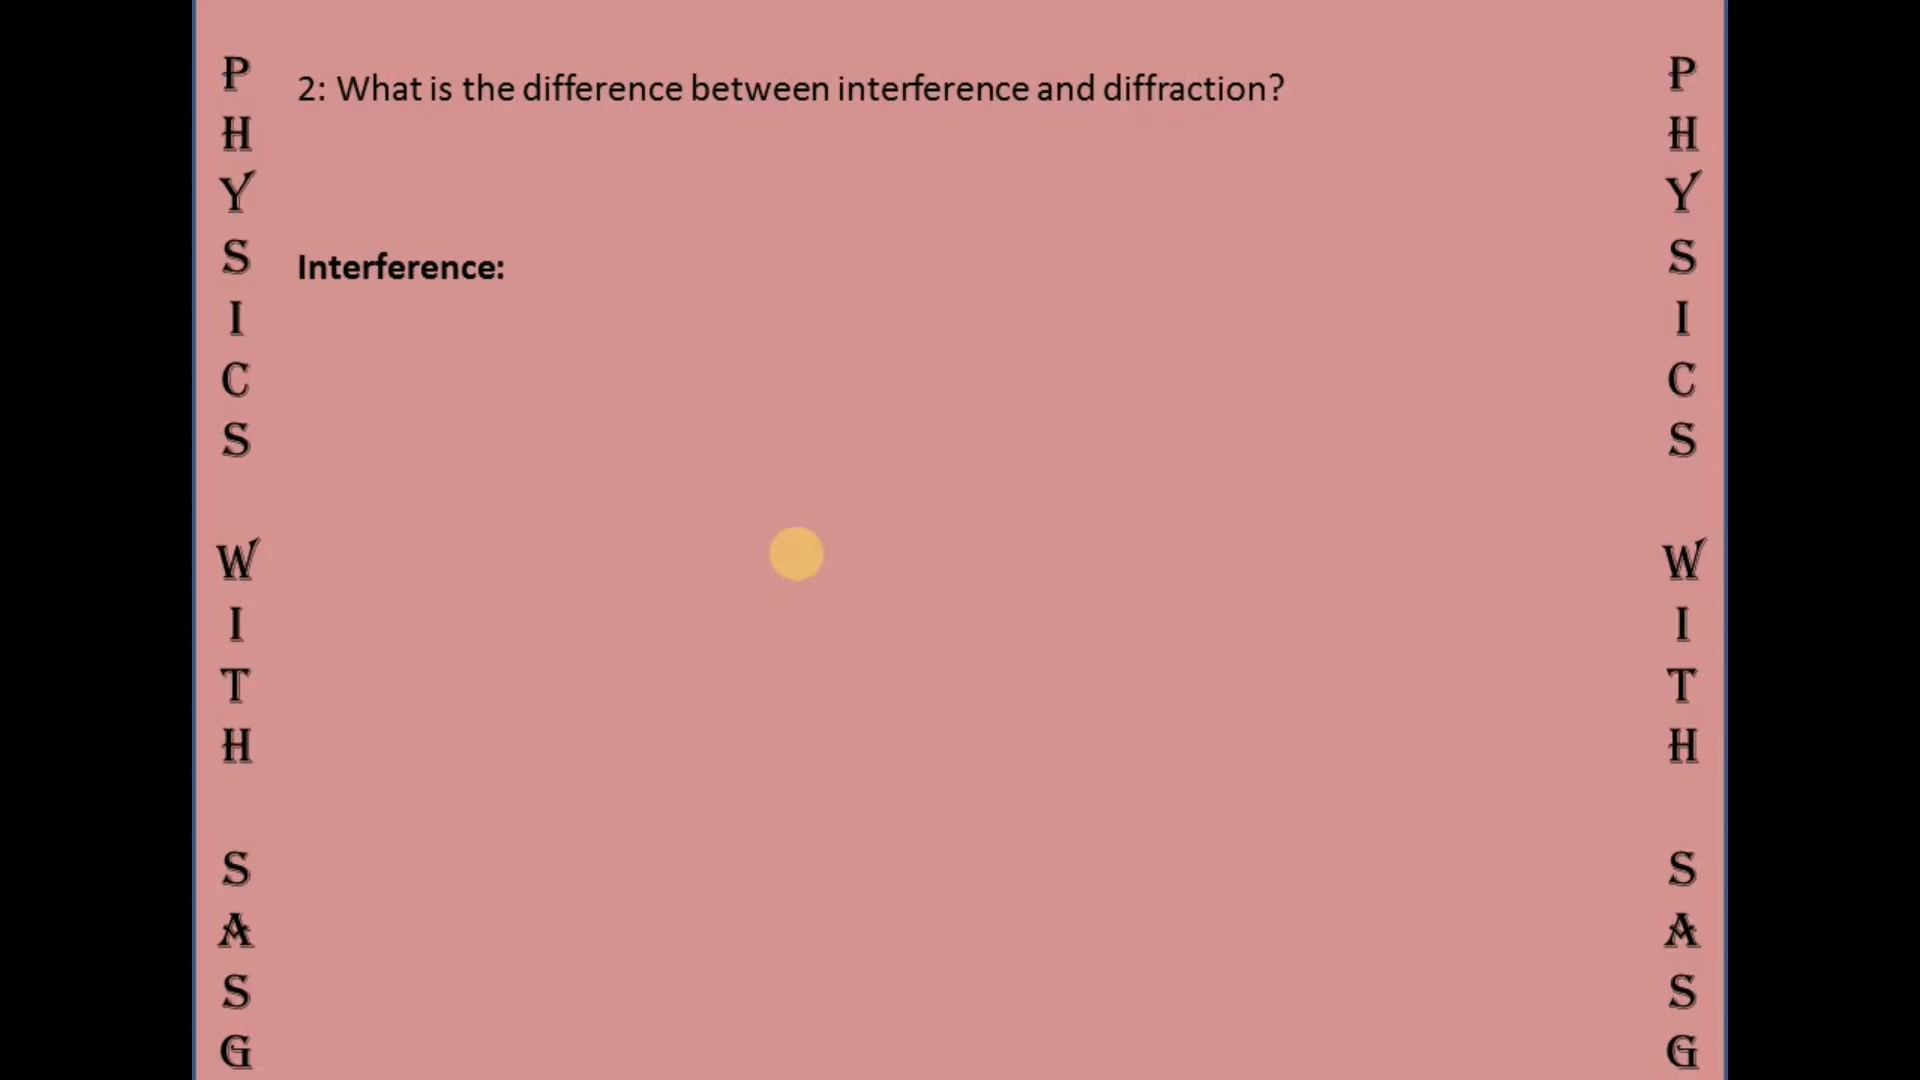 PHYSICS WITH SASG
2: What is the difference between interference and diffraction?
Interference:
PHYSICS WITH SASG